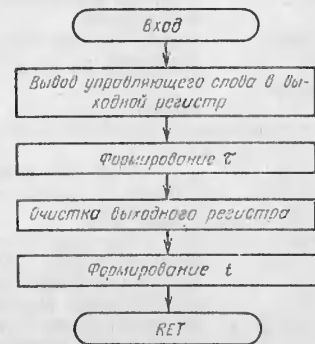 Вход
Вывод управляющего слова в вы-
ходной регистр
Формирование τ
Очистка выходного регистра
Формирование t
RET